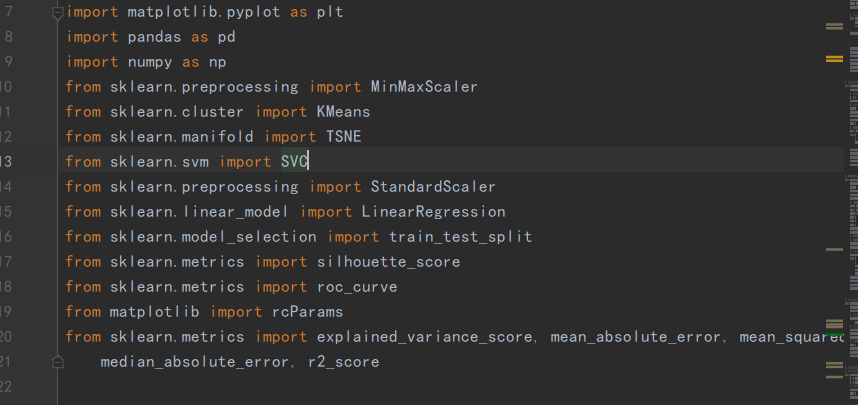 7 import matplotlib.pyplot as plt
8 import pandas as pd
9 import numpy as np
10 from sklearn.preprocessing import MinMaxScaler
11 from sklearn.cluster import KMeans
12 from sklearn.manifold import TSNE
13 from sklearn.svm import SVC
14 from sklearn.preprocessing import StandardScaler
15 from sklearn.linear_model import LinearRegression
16 from sklearn.model_selection import train_test_split
17 from sklearn.metrics import silhouette_score
18 from sklearn.metrics import roc_curve
19 from matplotlib import rcParams
20 from sklearn.metrics import explained_variance_score, mean_absolute_error, mean_squared
21 median_absolute_error, r2_score
22